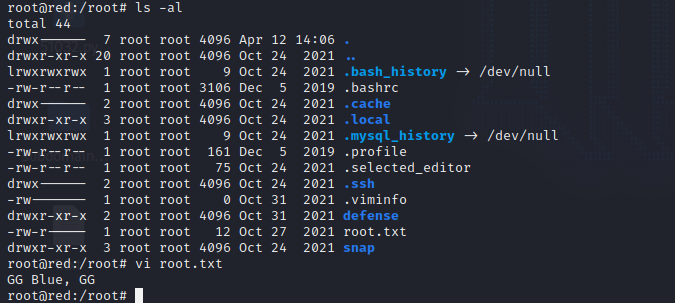 root@red:/root# ls -al
total 44
drwx------  7 root root 4096 Apr 12 14:06 .
drwxr-xr-x 20 root root 4096 Oct 24  2021 ..
lrwxrwxrwx  1 root root    9 Oct 24  2021 .bash_history -> /dev/null
-rw-r--r--  1 root root 3106 Dec  5  2019 .bashrc
drwx------  2 root root 4096 Oct 24  2021 .cache
drwxr-xr-x  3 root root 4096 Oct 24  2021 .local
lrwxrwxrwx  1 root root    9 Oct 24  2021 .mysql_history -> /dev/null
-rw-r--r--  1 root root  161 Dec  5  2019 .profile
-rw-r--r--  1 root root   75 Oct 24  2021 .selected_editor
drwx------  2 root root 4096 Oct 24  2021 .ssh
-rw-------  1 root root    0 Oct 31  2021 .viminfo
drwxr-xr-x  2 root root 4096 Oct 31  2021 defense
-rw-r-----  1 root root   12 Oct 27  2021 root.txt
drwxr-xr-x  3 root root 4096 Oct 24  2021 snap
root@red:/root# vi root.txt
GG Blue, GG
root@red:/root#